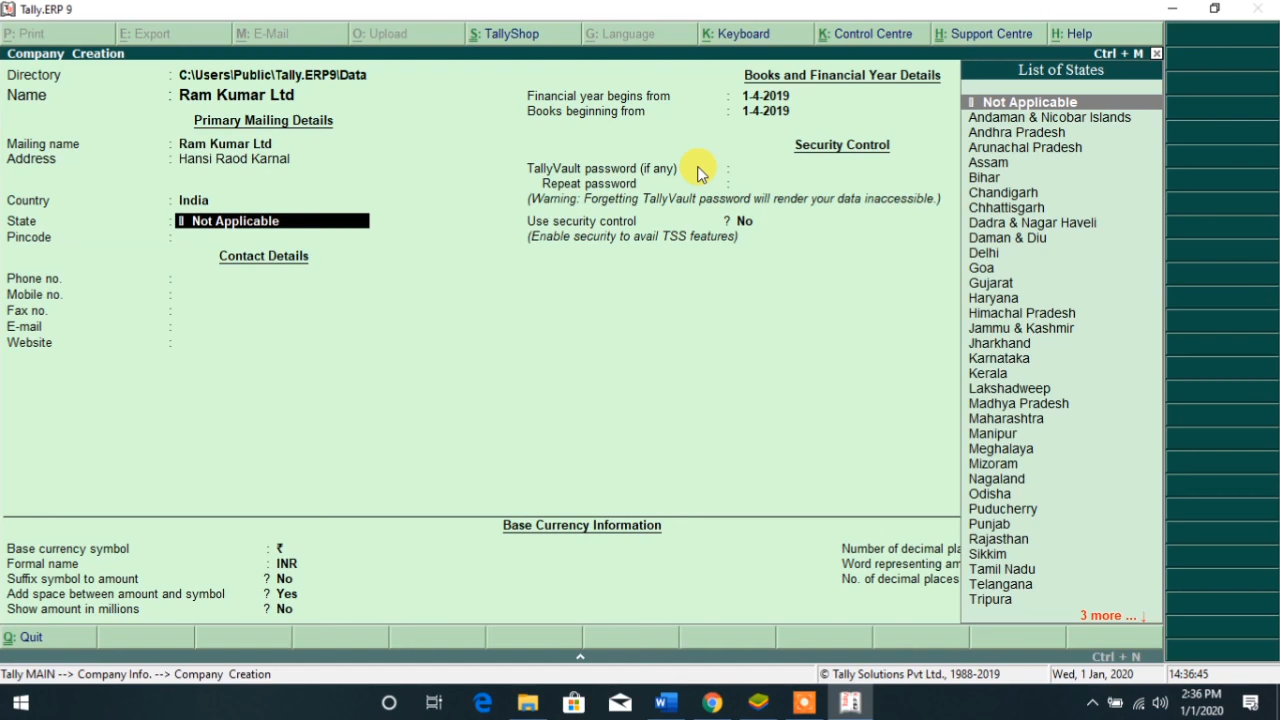 Tally.ERP 9
P: Print
E: Export
M: E-Mail
O: Upload
S: TallyShop
G: Language
K: Keyboard
K: Control Centre
H: Support Centre
H: Help
Company Creation
Ctrl + M
Directory : C:\Users\Public\Tally.ERP9\Data
Name : Ram Kumar Ltd
Primary Mailing Details
Mailing name : Ram Kumar Ltd
Address : Hansi Raod Karnal
Country : India
State : Not Applicable
Pincode :
Contact Details
Phone no. :
Mobile no. :
Fax no. :
E-mail :
Website :
Books and Financial Year Details
Financial year begins from : 1-4-2019
Books beginning from : 1-4-2019
Security Control
TallyVault password (if any) :
Repeat password :
(Warning: Forgetting TallyVault password will render your data inaccessible.)
Use security control ? No
(Enable security to avail TSS features)
List of States
Not Applicable
Andaman & Nicobar Islands
Andhra Pradesh
Arunachal Pradesh
Assam
Bihar
Chandigarh
Chhattisgarh
Dadra & Nagar Haveli
Daman & Diu
Delhi
Goa
Gujarat
Haryana
Himachal Pradesh
Jammu & Kashmir
Jharkhand
Karnataka
Kerala
Lakshadweep
Madhya Pradesh
Maharashtra
Manipur
Meghalaya
Mizoram
Nagaland
Odisha
Puducherry
Punjab
Rajasthan
Sikkim
Tamil Nadu
Telangana
Tripura
3 more ... ↓
Base Currency Information
Base currency symbol : ₹
Formal name : INR
Suffix symbol to amount ? No
Add space between amount and symbol ? Yes
Show amount in millions ? No
Number of decimal pla
Word representing am
No. of decimal places
Q: Quit
Ctrl + N
Tally MAIN --> Company Info. --> Company Creation
© Tally Solutions Pvt Ltd., 1988-2019
Wed, 1 Jan, 2020
14:36:45
2:36 PM
1/1/2020